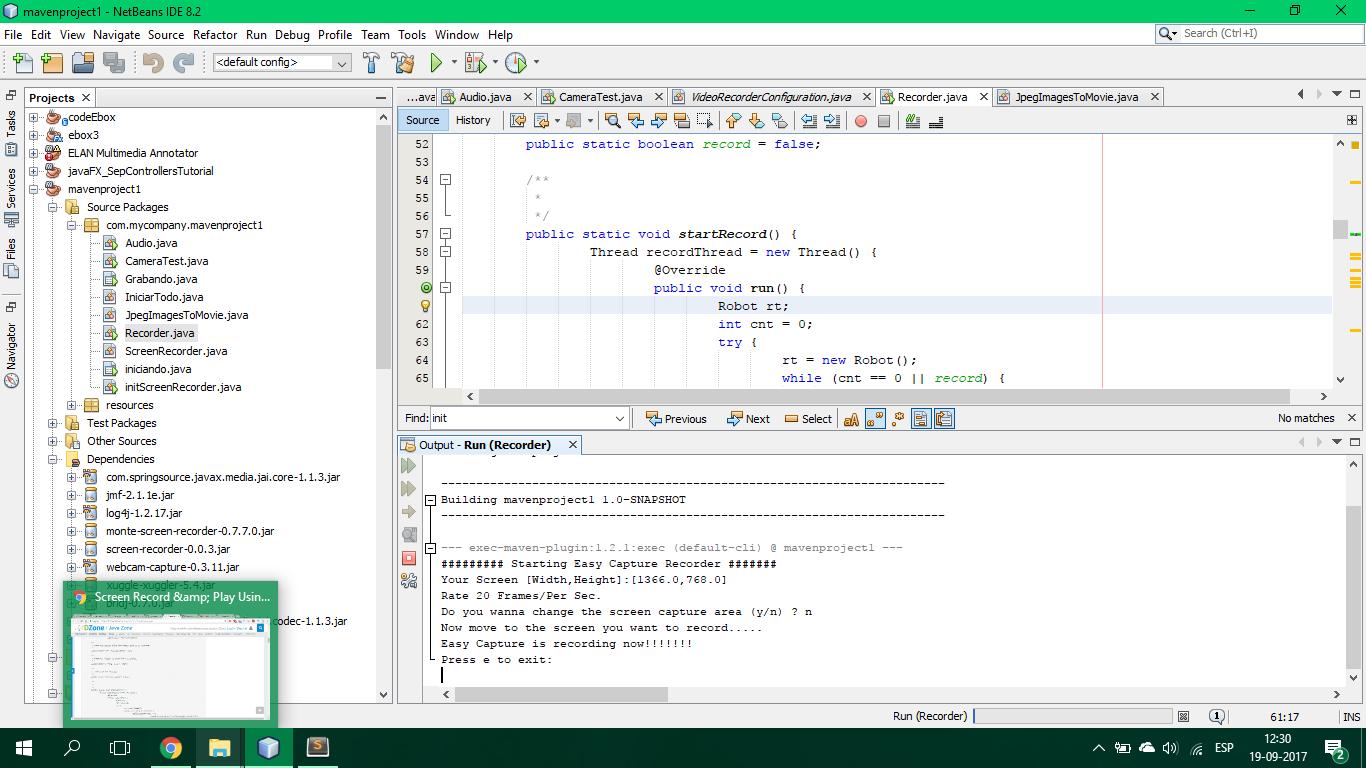 mavenproject1 - NetBeans IDE 8.2
File Edit View Navigate Source Refactor Run Debug Profile Team Tools Window Help
Search (Ctrl+I)
<default config>
Tasks
Services
Files
Navigator
Projects
codeEbox
ebox3
ELAN Multimedia Annotator
javaFX_SepControllersTutorial
mavenproject1
Source Packages
com.mycompany.mavenproject1
Audio.java
CameraTest.java
Grabando.java
IniciarTodo.java
JpegImagesToMovie.java
Recorder.java
ScreenRecorder.java
iniciando.java
initScreenRecorder.java
resources
Test Packages
Other Sources
Dependencies
com.springsource.javax.media.jai.core-1.1.3.jar
jmf-2.1.1e.jar
log4j-1.2.17.jar
monte-screen-recorder-0.7.7.0.jar
screen-recorder-0.0.3.jar
webcam-capture-0.3.11.jar
xuggle-xuggler-5.4.jar
bridj-0.7.0.jar
codec-1.1.3.jar
Screen Record &amp; Play Usin...
DZone / Java Zone
...ava Audio.java CameraTest.java VideoRecorderConfiguration.java Recorder.java JpegImagesToMovie.java
Source History
52 public static boolean record = false;
53
54 /**
55 *
56 */
57 public static void startRecord() {
58 Thread recordThread = new Thread() {
59 @Override
public void run() {
Robot rt;
62 int cnt = 0;
63 try {
64 rt = new Robot();
65 while (cnt == 0 || record) {
Find: init Previous Next Select aA No matches
Output - Run (Recorder)
------------------------------------------------------------------------
Building mavenproject1 1.0-SNAPSHOT
------------------------------------------------------------------------
--- exec-maven-plugin:1.2.1:exec (default-cli) @ mavenproject1 ---
######### Starting Easy Capture Recorder #######
Your Screen [Width,Height]:[1366.0,768.0]
Rate 20 Frames/Per Sec.
Do you wanna change the screen capture area (y/n) ? n
Now move to the screen you want to record.....
Easy Capture is recording now!!!!!!!
Press e to exit:
Run (Recorder) 1 61:17 INS
ESP
12:30
19-09-2017
2